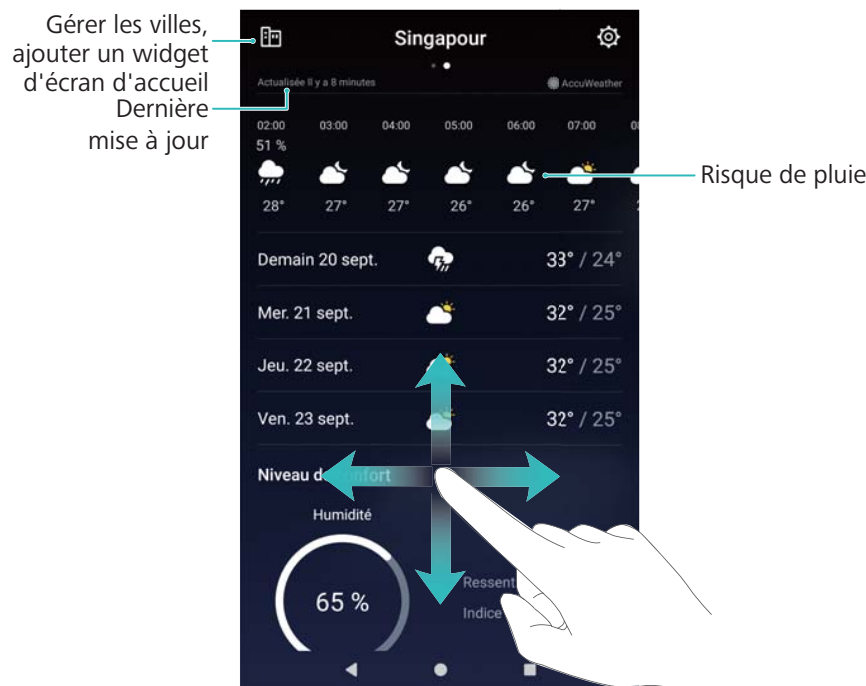 Gérer les villes,
ajouter un widget
d'écran d'accueil
Dernière
mise à jour
Singapour
Actualisée Il y a 8 minutes
AccuWeather
02:00 03:00 04:00 05:00 06:00 07:00
51 %
28° 27° 27° 26° 26° 27°
Risque de pluie
Demain 20 sept. 33° / 24°
Mer. 21 sept. 32° / 25°
Jeu. 22 sept. 32° / 25°
Ven. 23 sept. 32° / 25°
Niveau de confort
Humidité
65 %
Ressent
Indice